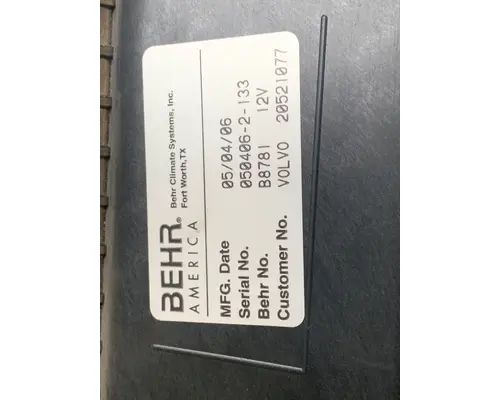 BEHR®
AMERICA
Behr Climate Systems, Inc.
Fort Worth, TX
MFG. Date 05/04/06
Serial No. 050406-2-133
Behr No. B8781 12V
Customer No. VOLVO 20521077